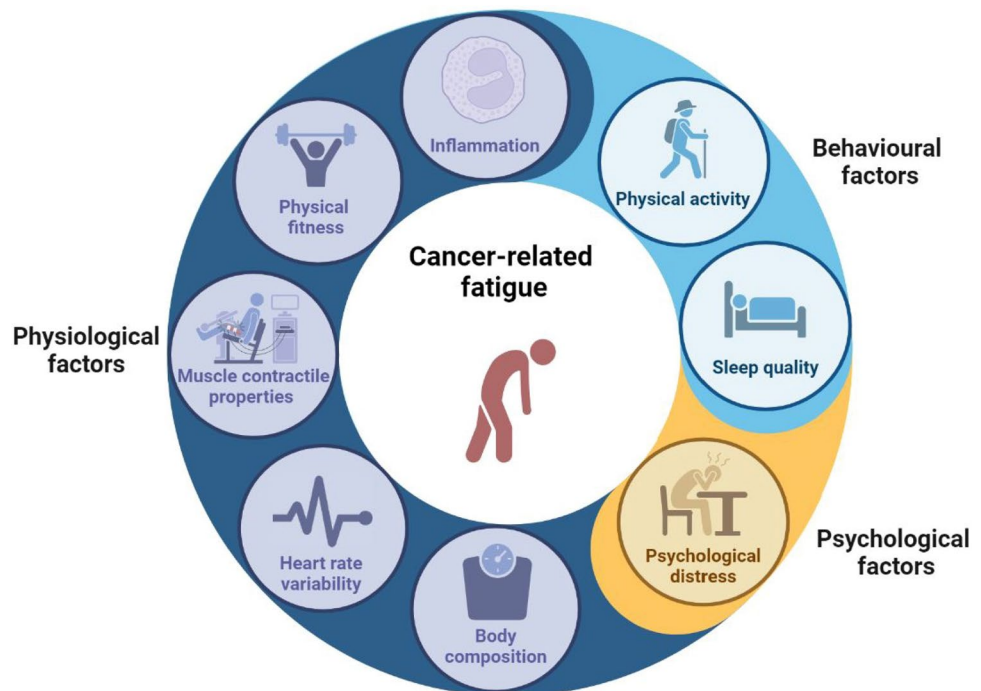 Inflammation
Physical activity
Behavioural
factors
Physical
fitness
Cancer-related
fatigue
Physiological
factors
Muscle contractile
properties
Sleep quality
Heart rate
variability
Psychological
distress
Psychological
factors
Body
composition